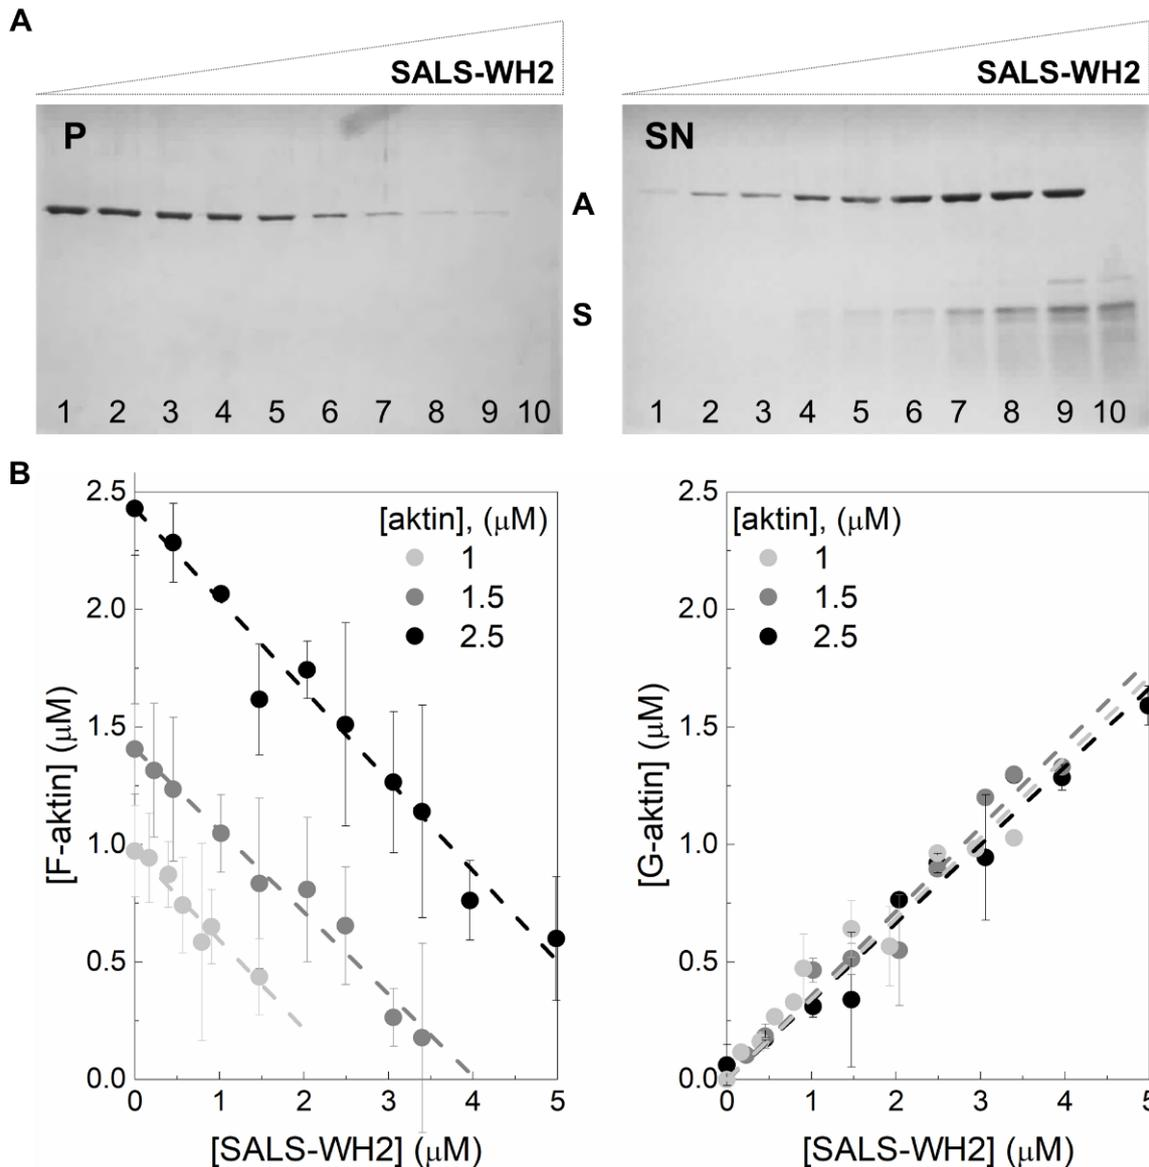 A
SALS-WH2
SALS-WH2
P
SN
A
S
1 2 3 4 5 6 7 8 9 10
1 2 3 4 5 6 7 8 9 10
B
2.5
2.0
1.5
1.0
0.5
0.0
[F-aktin] (μM)
[aktin], (μM)
1
1.5
2.5
0 1 2 3 4 5
[SALS-WH2] (μM)
2.5
2.0
1.5
1.0
0.5
0.0
[G-aktin] (μM)
[aktin], (μM)
1
1.5
2.5
0 1 2 3 4 5
[SALS-WH2] (μM)